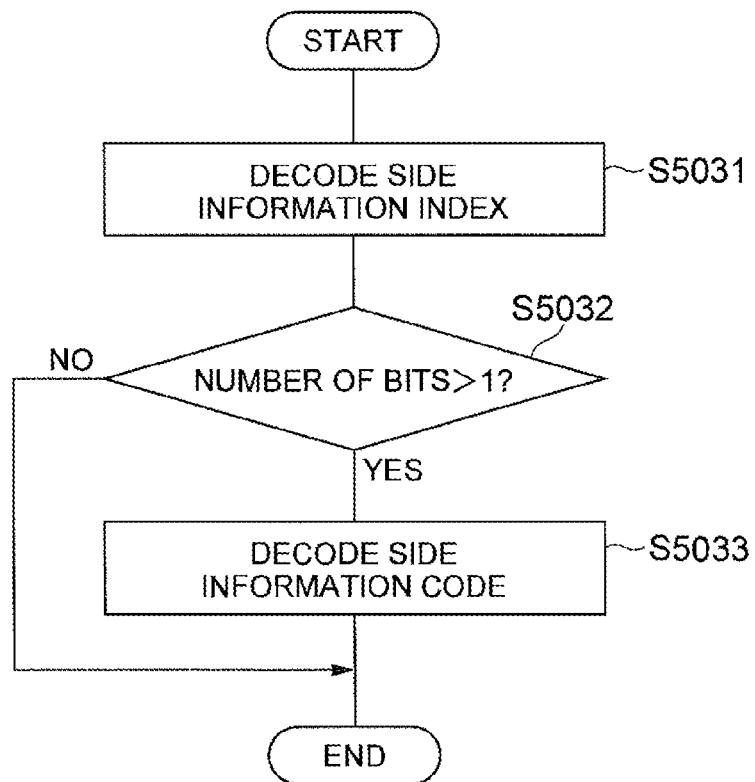 START
DECODE SIDE
INFORMATION INDEX
S5031
S5032
NUMBER OF BITS>1?
NO
YES
DECODE SIDE
INFORMATION CODE
S5033
END